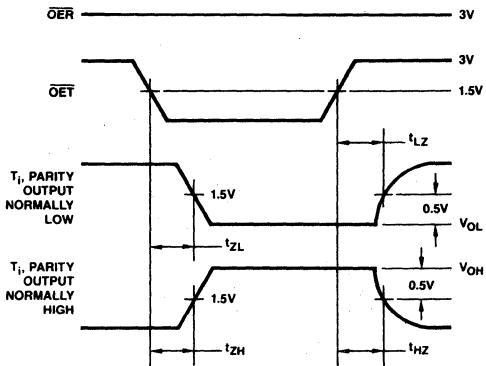 OER 3V
3V
OET 1.5V
tLZ
Ti, PARITY
OUTPUT
NORMALLY
LOW
1.5V
0.5V
VOL
tZL
Ti, PARITY
OUTPUT
NORMALLY
HIGH
VOH
1.5V
0.5V
tZH
tHZ